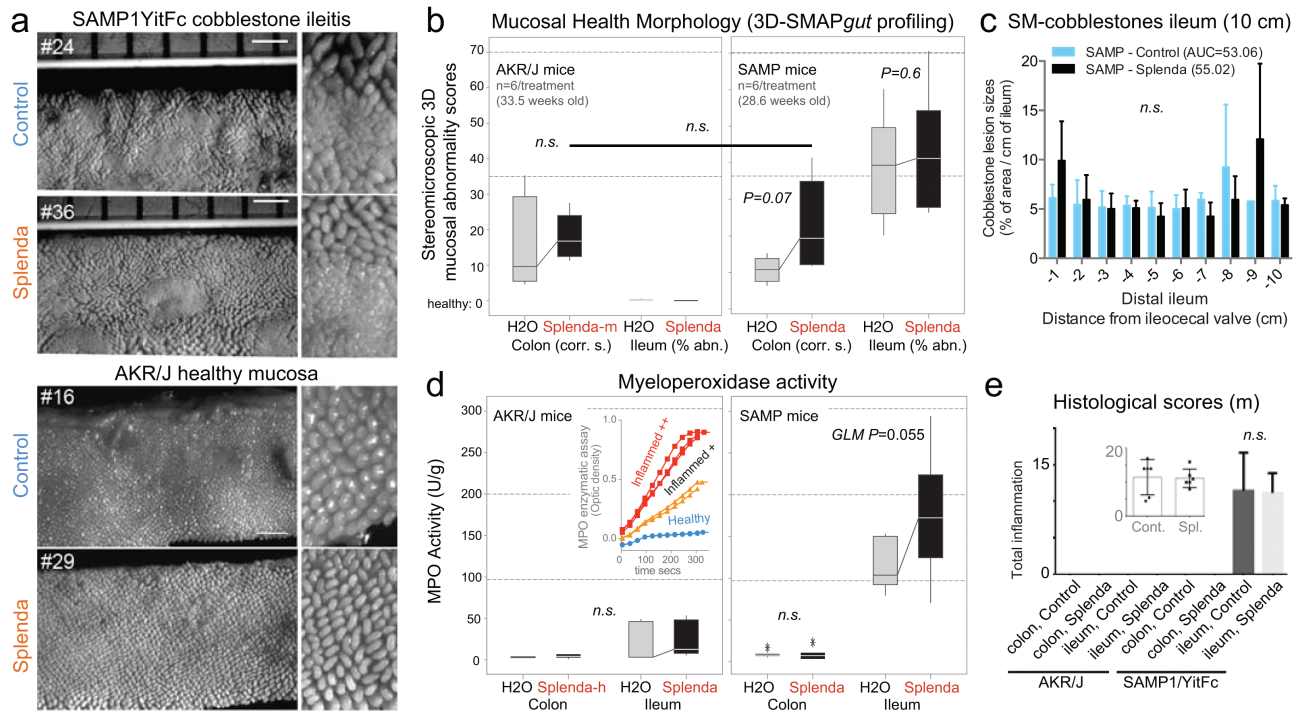 a
SAMP1YitFc cobblestone ileitis
#24
Control
#36
Splenda
AKR/J healthy mucosa
#16
Control
#29
Splenda
b
Mucosal Health Morphology (3D-SMAPgut profiling)
Stereomicroscopic 3D
mucosal abnormality scores
70
60
50
40
30
20
10
healthy: 0
AKR/J mice
n=6/treatment
(33.5 weeks old)
n.s.
n.s.
SAMP mice
n=6/treatment
(28.6 weeks old)
P=0.6
P=0.07
H2O Splenda-m H2O Splenda
Colon (corr. s.) Ileum (% abn.)
H2O Splenda H2O Splenda
Colon (corr. s.) Ileum (% abn.)
c
SM-cobblestones ileum (10 cm)
SAMP - Control (AUC=53.06)
SAMP - Splenda (55.02)
n.s.
Cobblestone lesion sizes
(% of area / cm of ileum)
20
15
10
5
0
-1 -2 -3 -4 -5 -6 -7 -8 -9 -10
Distal ileum
Distance from ileocecal valve (cm)
d
Myeloperoxidase activity
MPO Activity (U/g)
300
250
200
150
100
50
0
AKR/J mice
MPO enzymatic assay
(Optic density)
1.0
0.5
0.0
Inflammed ++
Inflammed +
Healthy
0 100 200 300
time secs
n.s.
SAMP mice
GLM P=0.055
n.s.
H2O Splenda-h H2O Splenda
Colon Ileum
H2O Splenda H2O Splenda
Colon Ileum
e
Histological scores (m)
Total inflammation
15
0
20
0
Cont. Spl.
n.s.
colon, Control
colon, Splenda
ileum, Control
ileum, Splenda
colon, Control
colon, Splenda
ileum, Control
ileum, Splenda
AKR/J SAMP1/YitFc